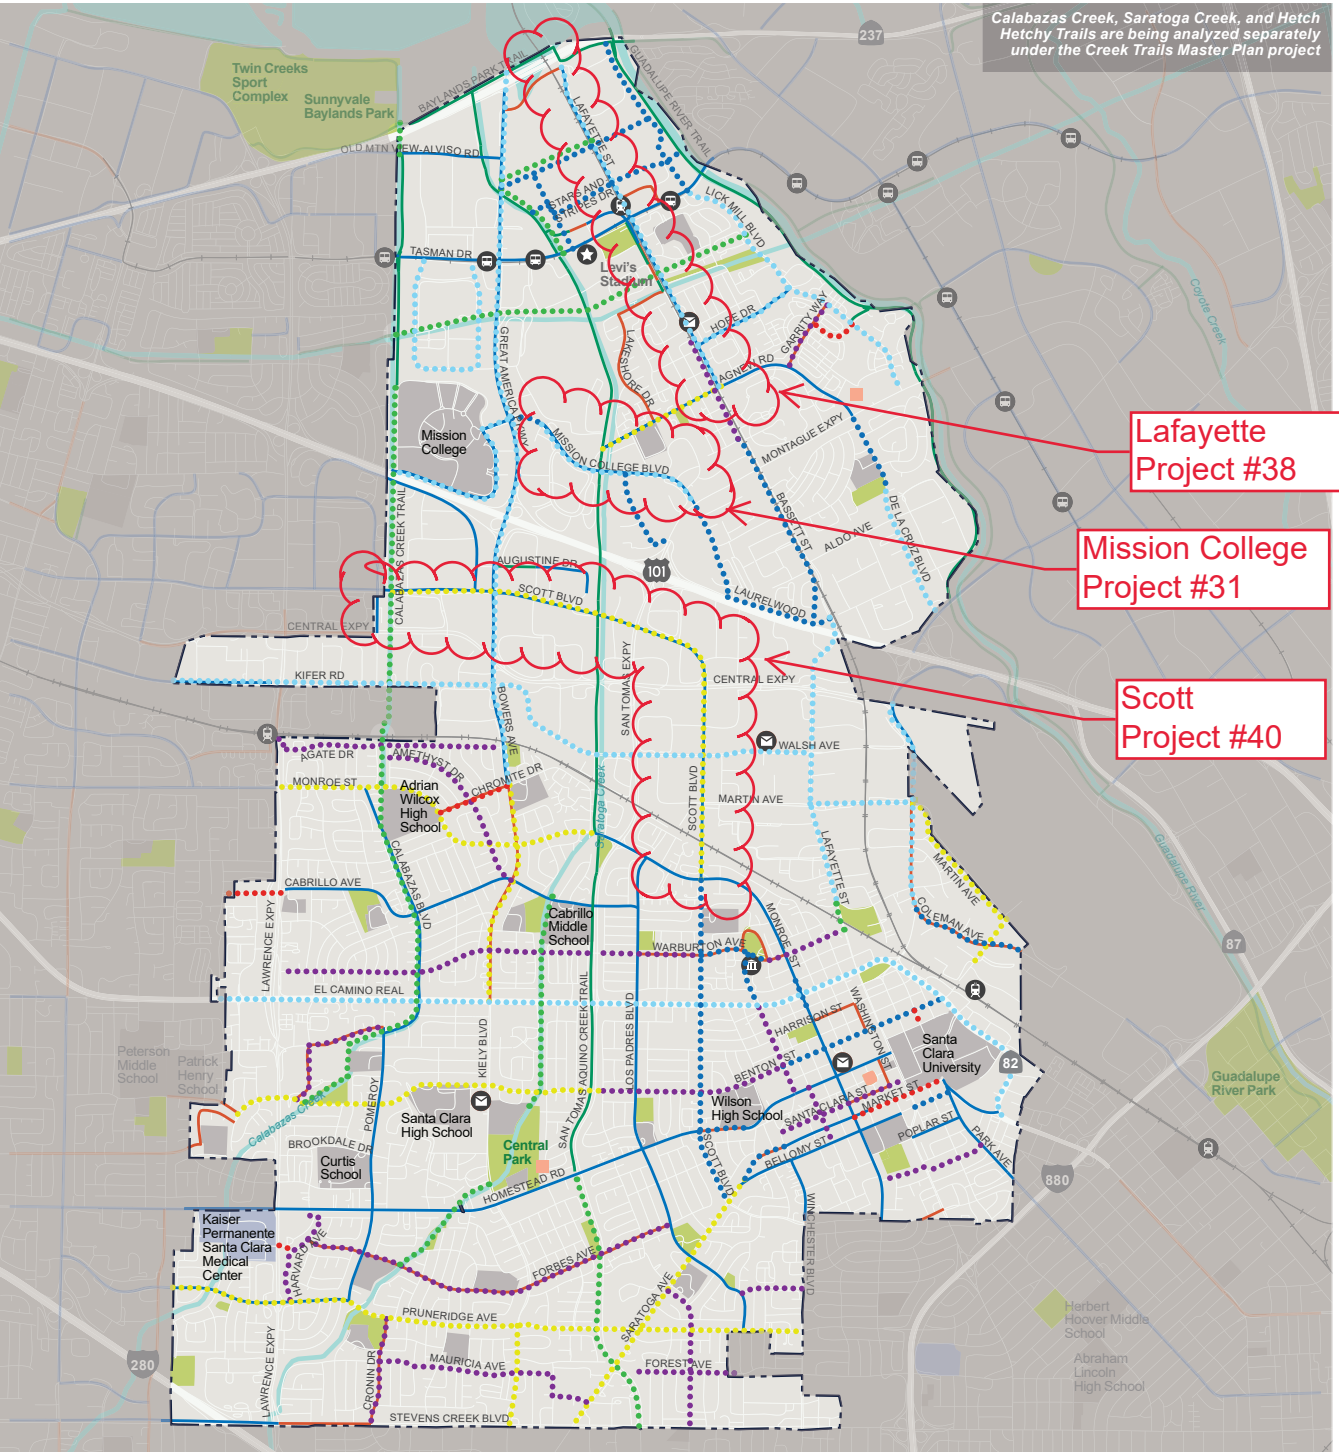 Calabazas Creek, Saratoga Creek, and Hetch
Hetchy Trails are being analyzed separately
under the Creek Trails Master Plan project
237
Twin Creeks
Sport
Complex
Sunnyvale
Baylands Park
BAYLANDS PARK TRAIL
GUADALUPE RIVER TRAIL
LAFAYETTE ST
OLD MTN VIEW-ALVISO RD
STARS AND
STRIPES DR
LICK MILL BLVD
TASMAN DR
Levi's
Stadium
Coyote Creek
GREAT AMERICA PKWY
LAKESHORE DR
HOPE DR
GARRITY WAY
AGNEW RD
Lafayette
Project #38
Mission
College
MISSION COLLEGE BLVD
MONTAGUE EXPY
CALABAZAS CREEK TRAIL
BASSETT ST
ALDO AVE
DE LA CRUZ BLVD
Mission College
Project #31
AUGUSTINE DR
101
SCOTT BLVD
LAURELWOOD
CENTRAL EXPY
KIFER RD
SAN TOMAS EXPY
CENTRAL EXPY
Scott
Project #40
BOWERS AVE
WALSH AVE
AGATE DR
AMETHYST DR
MONROE ST
CHROMITE DR
Adrian
Wilcox
High
School
Saratoga Creek
SCOTT BLVD
MARTIN AVE
LAFAYETTE ST
MARTIN AVE
Guadalupe River
CALABAZAS BLVD
CABRILLO AVE
LAWRENCE EXPY
Cabrillo
Middle
School
MONROE ST
COLEMAN AVE
WARBURTON AVE
87
EL CAMINO REAL
SAN TOMAS AQUINO CREEK TRAIL
LOS PADRES BLVD
KIELY BLVD
HARRISON ST
WASHINGTON ST
Santa
Clara
University
82
Peterson
Middle
School
Patrick
Henry
School
BENTON ST
Guadalupe
River Park
Calabazas Creek
POMEROY
Santa Clara
High School
Wilson
High School
SANTA CLARA ST
MARKET ST
POPLAR ST
PARK AVE
BROOKDALE DR
Curtis
School
Central
Park
SCOTT BLVD
BELLOMY ST
HOMESTEAD RD
880
Kaiser
Permanente
Santa Clara
Medical
Center
HARVARD AVE
WINCHESTER BLVD
FORBES AVE
PRUNERIDGE AVE
SARATOGA AVE
Herbert
Hoover Middle
School
280
LAWRENCE EXPY
CRONIN DR
MAURICIA AVE
FOREST AVE
Abraham
Lincoln
High School
STEVENS CREEK BLVD